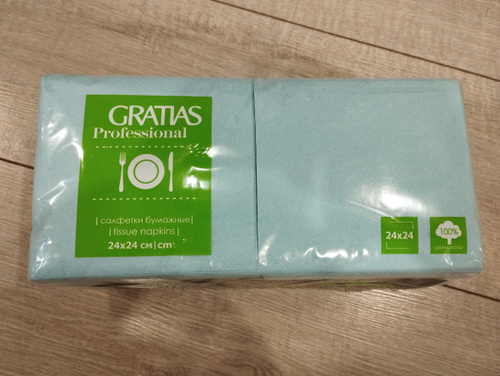 GRATIAS
Professional
| салфетки бумажные |
| tissue napkins |
24x24 см | cm
24x24
100%